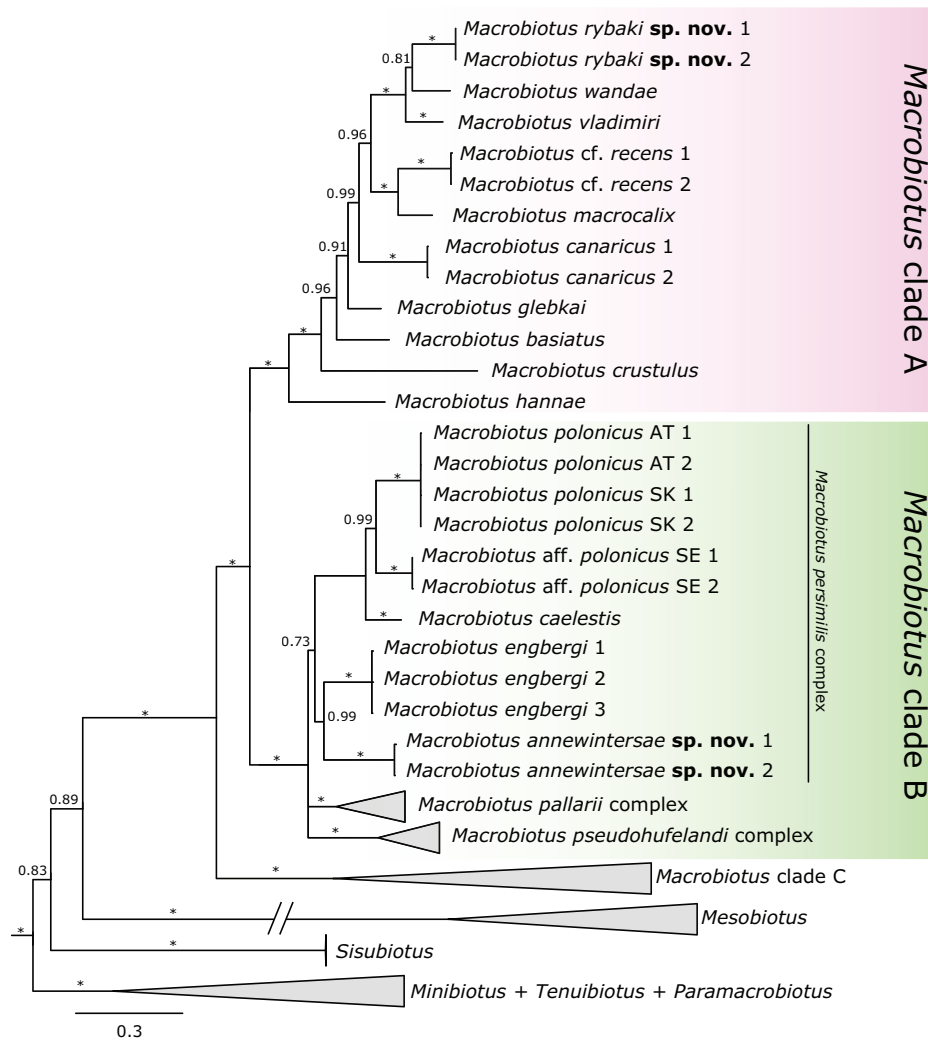 Macrobiotus rybaki sp. nov. 1
*
0.81
Macrobiotus rybaki sp. nov. 2
*
Macrobiotus wandae
*
Macrobiotus vladimiri
0.96
*
Macrobiotus cf. recens 1
*
Macrobiotus cf. recens 2
0.99
Macrobiotus macrocalix
0.91
*
Macrobiotus canaricus 1
Macrobiotus canaricus 2
0.96
Macrobiotus glebkai
*
Macrobiotus basiatus
*
Macrobiotus crustulus
Macrobiotus hannae
Macrobiotus clade A
Macrobiotus polonicus AT 1
Macrobiotus polonicus AT 2
*
Macrobiotus polonicus SK 1
0.99
Macrobiotus polonicus SK 2
*
*
Macrobiotus aff. polonicus SE 1
Macrobiotus aff. polonicus SE 2
*
Macrobiotus caelestis
0.73
Macrobiotus engbergi 1
*
Macrobiotus engbergi 2
0.99
Macrobiotus engbergi 3
*
*
Macrobiotus annewintersae sp. nov. 1
*
Macrobiotus annewintersae sp. nov. 2
Macrobiotus persimilis complex
*
Macrobiotus pallarii complex
*
Macrobiotus pseudohufelandi complex
Macrobiotus clade B
0.89
0.83
*
Macrobiotus clade C
*
Mesobiotus
*
*
Sisubiotus
*
Minibiotus + Tenuibiotus + Paramacrobiotus
0.3